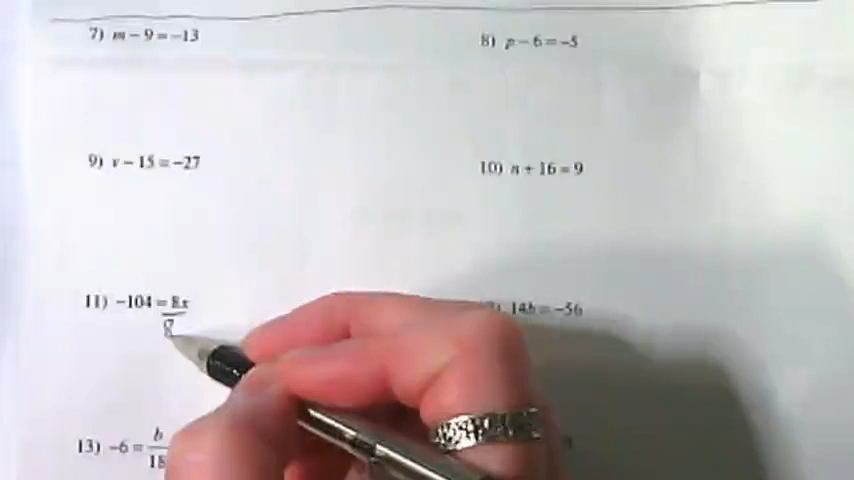 7) m − 9 = −13
8) p − 6 = −5
9) v − 15 = −27
10) n + 16 = 9
11) −104 = 8x
8
14b = −56
13) −6 = b/18